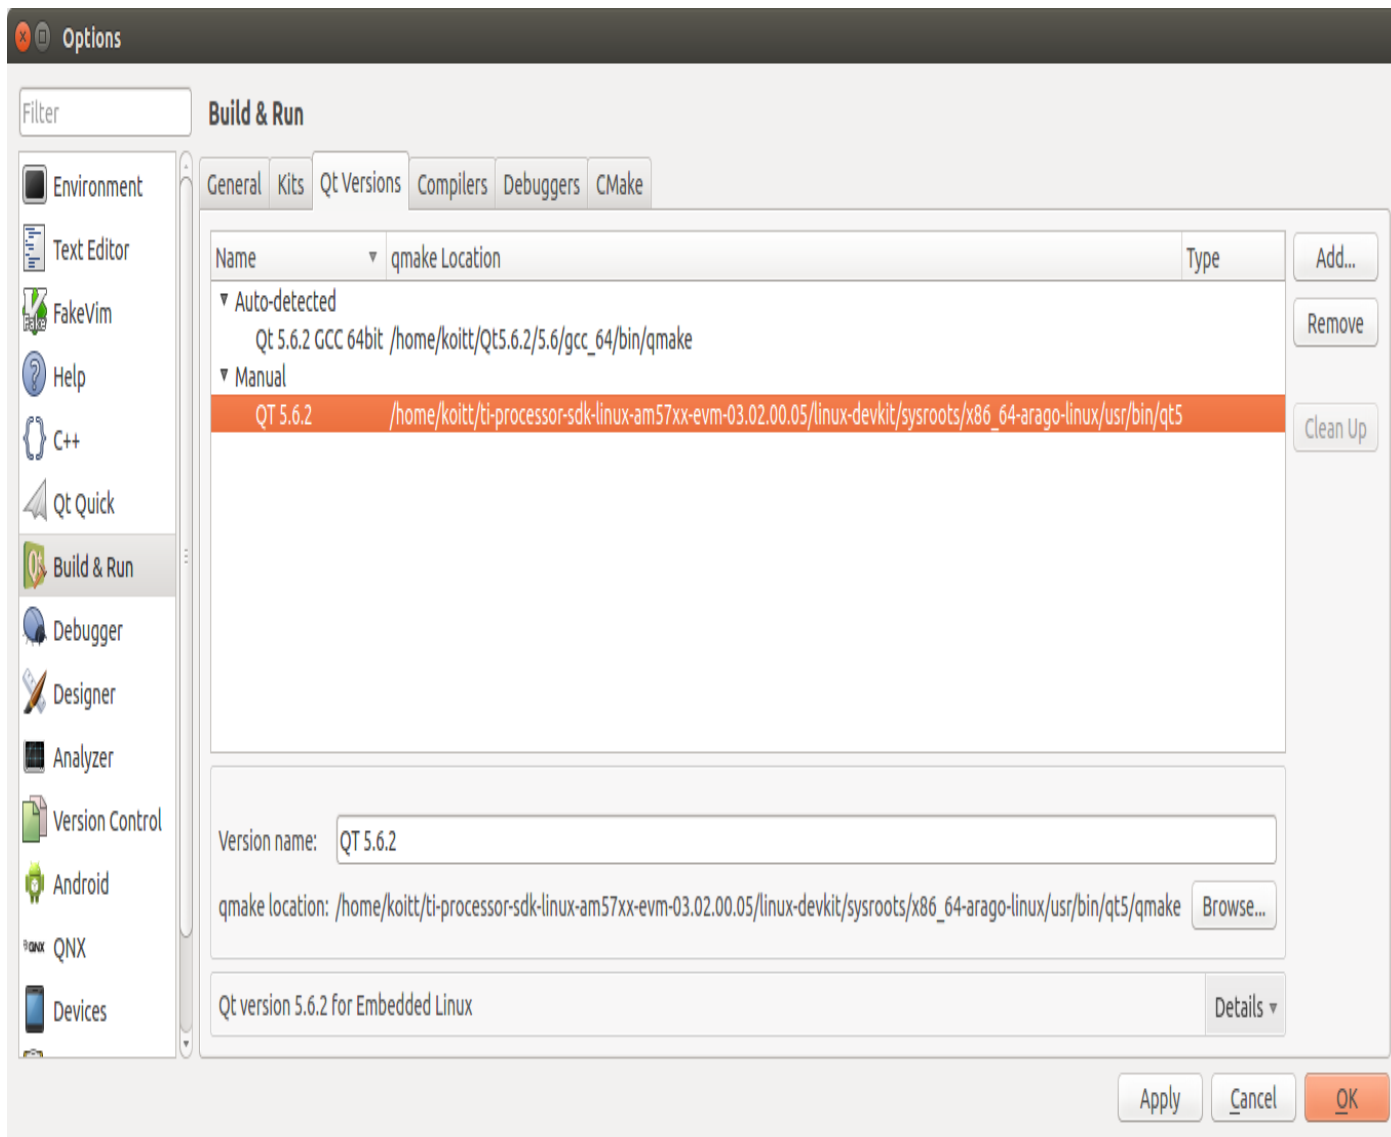 Options
Filter
Build & Run
Environment
Text Editor
FakeVim
Help
C++
Qt Quick
Build & Run
Debugger
Designer
Analyzer
Version Control
Android
QNX
Devices
General Kits Qt Versions Compilers Debuggers CMake
Name qmake Location Type
Auto-detected
Qt 5.6.2 GCC 64bit /home/koitt/Qt5.6.2/5.6/gcc_64/bin/qmake
Manual
QT 5.6.2 /home/koitt/ti-processor-sdk-linux-am57xx-evm-03.02.00.05/linux-devkit/sysroots/x86_64-arago-linux/usr/bin/qt5
Add...
Remove
Clean Up
Version name: QT 5.6.2
qmake location: /home/koitt/ti-processor-sdk-linux-am57xx-evm-03.02.00.05/linux-devkit/sysroots/x86_64-arago-linux/usr/bin/qt5/qmake Browse...
Qt version 5.6.2 for Embedded Linux Details
Apply Cancel OK